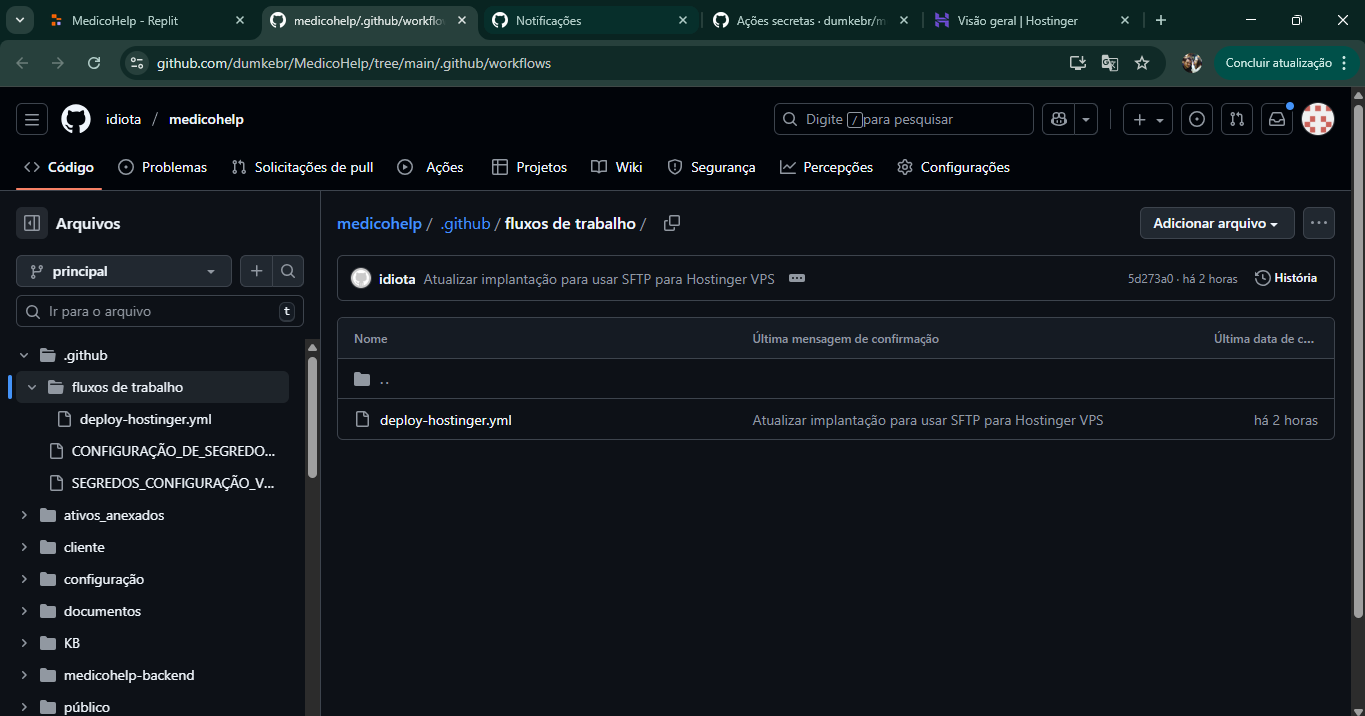 MedicoHelp - Replit
medicohelp/.github/workflo
Notificações
Ações secretas · dumkebr/m
Visão geral | Hostinger
github.com/dumkebr/MedicoHelp/tree/main/.github/workflows
Concluir atualização
idiota / medicohelp
Digite / para pesquisar
Código
Problemas
Solicitações de pull
Ações
Projetos
Wiki
Segurança
Percepções
Configurações
Arquivos
medicohelp / .github / fluxos de trabalho /
Adicionar arquivo
principal
idiota Atualizar implantação para usar SFTP para Hostinger VPS
5d273a0 · há 2 horas
História
Ir para o arquivo
t
Nome
Última mensagem de confirmação
Última data de c...
.github
..
fluxos de trabalho
deploy-hostinger.yml
deploy-hostinger.yml
Atualizar implantação para usar SFTP para Hostinger VPS
há 2 horas
CONFIGURAÇÃO_DE_SEGREDO...
SEGREDOS_CONFIGURAÇÃO_V...
ativos_anexados
cliente
configuração
documentos
KB
medicohelp-backend
público